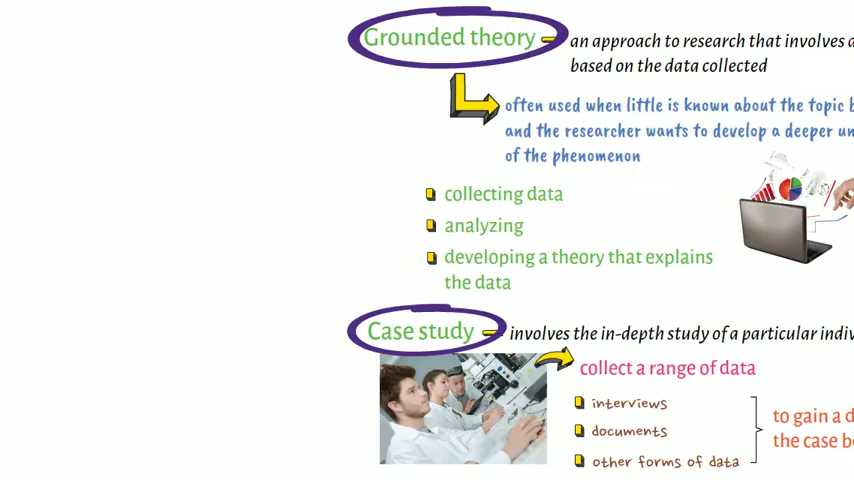 Grounded theory – an approach to research that involves
based on the data collected
often used when little is known about the topic
and the researcher wants to develop a deeper
of the phenomenon
collecting data
analyzing
developing a theory that explains
the data
Case study – involves the in-depth study of a particular
collect a range of data
interviews
documents
other forms of data
to gain a
the case